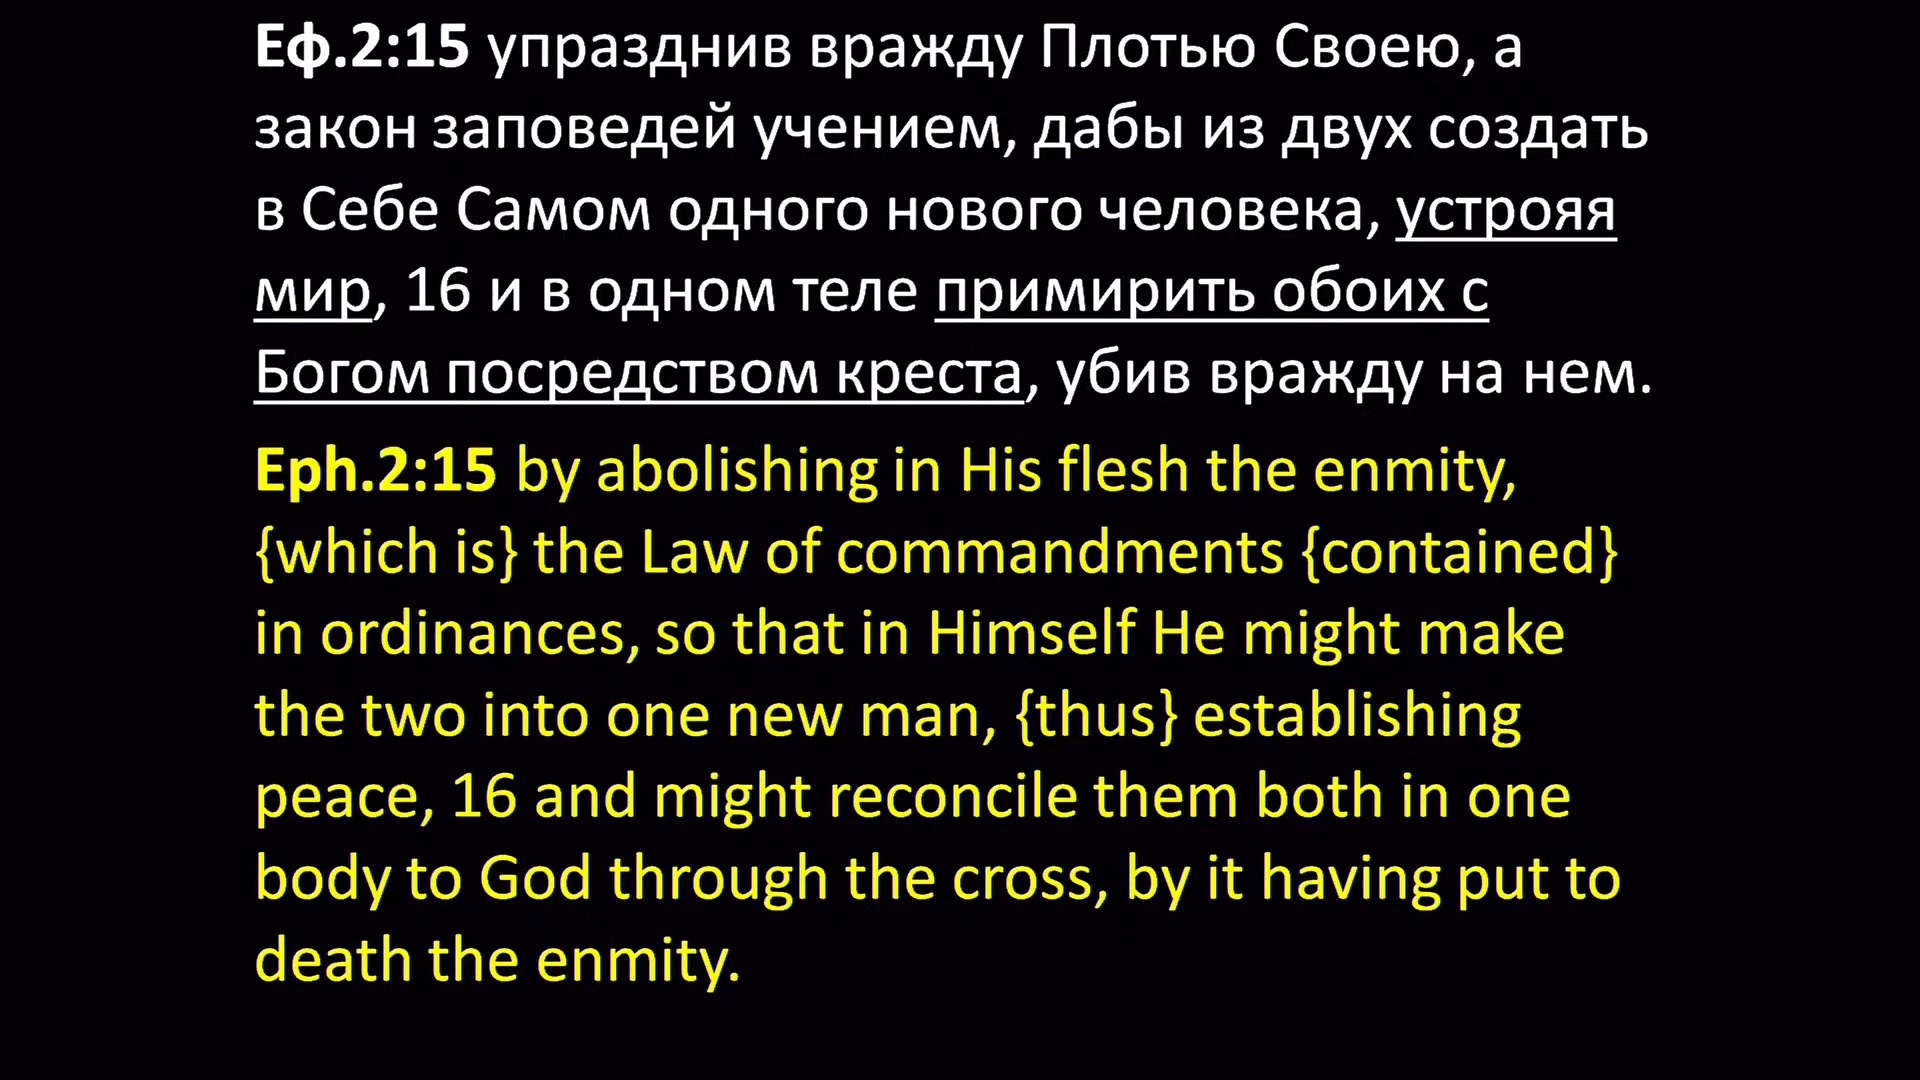 Еф.2:15 упразднив вражду Плотью Своею, а
закон заповедей учением, дабы из двух создать
в Себе Самом одного нового человека, устрояя
мир, 16 и в одном теле примирить обоих с
Богом посредством креста, убив вражду на нем.
Eph.2:15 by abolishing in His flesh the enmity,
{which is} the Law of commandments {contained}
in ordinances, so that in Himself He might make
the two into one new man, {thus} establishing
peace, 16 and might reconcile them both in one
body to God through the cross, by it having put to
death the enmity.